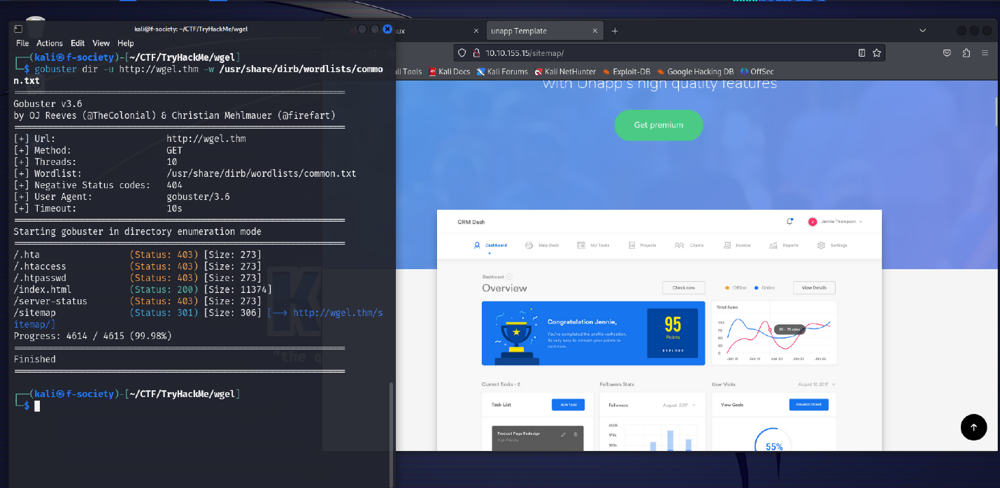 kali@f-society: ~/CTF/TryHackMe/wgel
File Actions Edit View Help
┌──(kali㉿f-society)-[~/CTF/TryHackMe/wgel]
└─$ gobuster dir -u http://wgel.thm -w /usr/share/dirb/wordlists/commo
n.txt
===============================================================
Gobuster v3.6
by OJ Reeves (@TheColonial) & Christian Mehlmauer (@firefart)
===============================================================
[+] Url: http://wgel.thm
[+] Method: GET
[+] Threads: 10
[+] Wordlist: /usr/share/dirb/wordlists/common.txt
[+] Negative Status codes: 404
[+] User Agent: gobuster/3.6
[+] Timeout: 10s
===============================================================
Starting gobuster in directory enumeration mode
===============================================================
/.hta (Status: 403) [Size: 273]
/.htaccess (Status: 403) [Size: 273]
/.htpasswd (Status: 403) [Size: 273]
/index.html (Status: 200) [Size: 11374]
/server-status (Status: 403) [Size: 273]
/sitemap (Status: 301) [Size: 306] [--> http://wgel.thm/s
itemap/]
Progress: 4614 / 4615 (99.98%)
===============================================================
Finished
===============================================================
┌──(kali㉿f-society)-[~/CTF/TryHackMe/wgel]
└─$
"the q
ux
unapp Template
10.10.155.15/sitemap/
ali Tools Kali Docs Kali Forums Kali NetHunter Exploit-DB Google Hacking DB OffSec
with Unapp's high quality features
Get premium
CRM Dash
J Jennie Thompson
Dashboard Help Desk My Tasks Projects Clients Invoice Reports Settings
Dashboard
Overview
Check now
Offline Online
View Details
Congratulation Jennie,
You've completed the profile verfication.
Its very easy to convert your points to
each now.
95
Points
EXPLORE
Total Sales
100
75
50
25
0
50 - 75 sales
Jan 18 Jan 19 Jan 20 Jan 21 Jan 22
Current Tasks - 2
Followers Stats
User Visits
August 12, 2017
Task List
NEW TASK
Followers
August 2017
View Goals
CHANGE GOALS
Product Page Redesign
High Priority
200k
175k
150k
55%